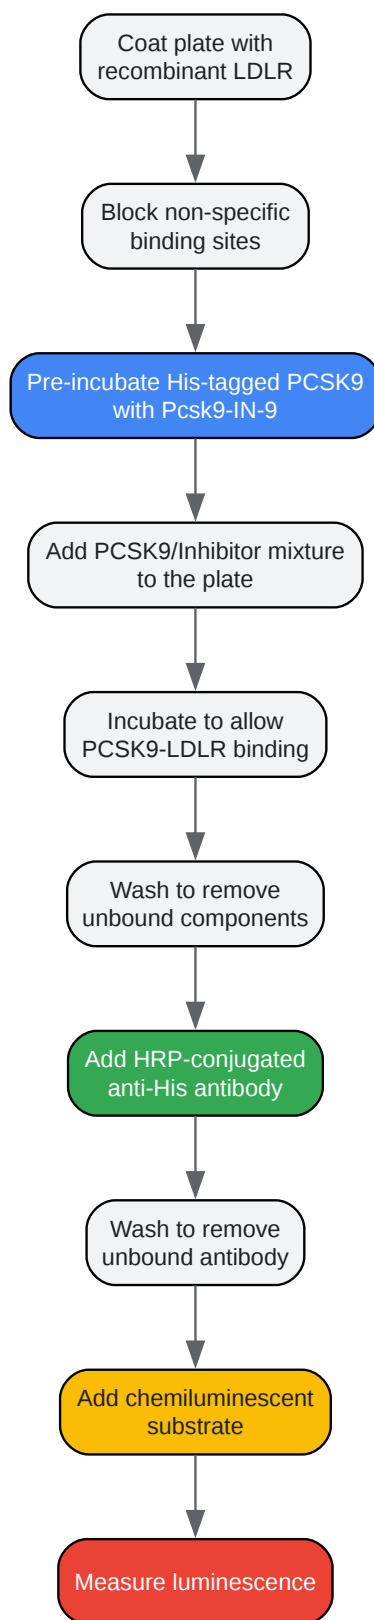 Coat plate with
recombinant LDLR
Block non-specific
binding sites
Pre-incubate His-tagged PCSK9
with Pcsk9-IN-9
Add PCSK9/Inhibitor mixture
to the plate
Incubate to allow
PCSK9-LDLR binding
Wash to remove
unbound components
Add HRP-conjugated
anti-His antibody
Wash to remove
unbound antibody
Add chemiluminescent
substrate
Measure luminescence